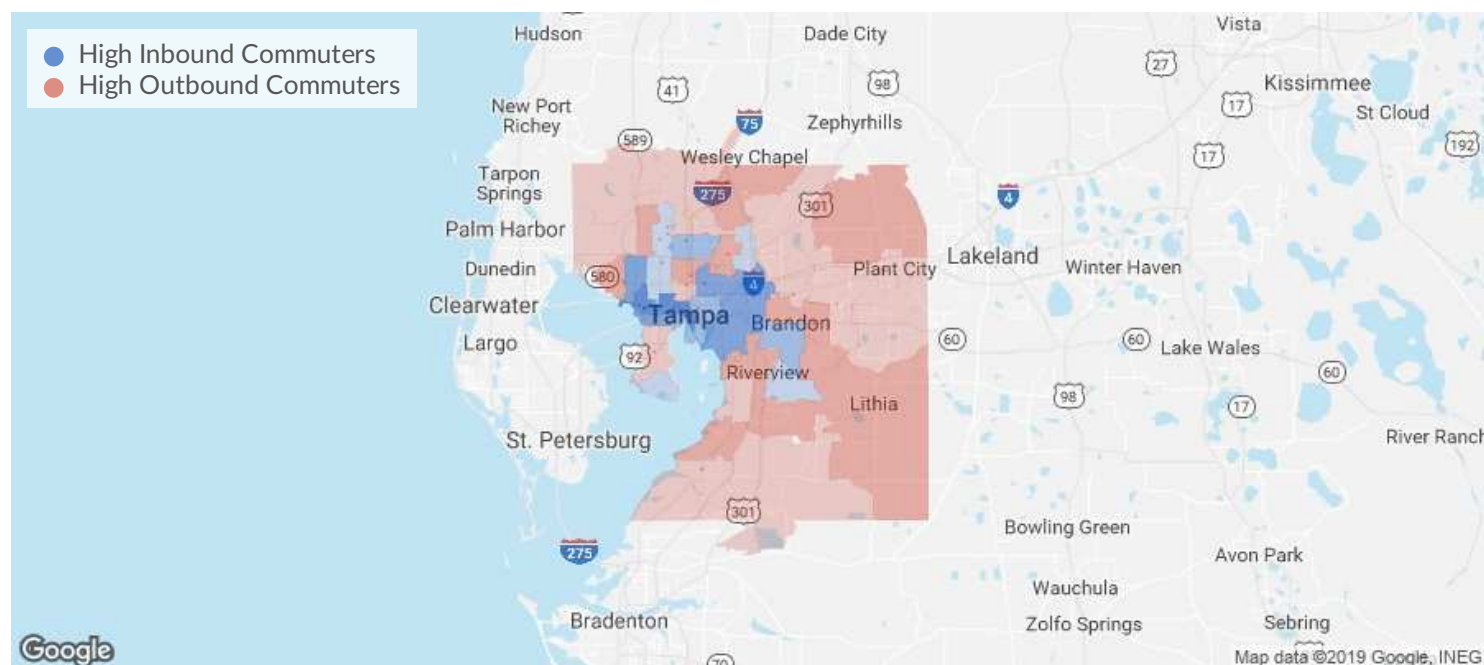 High Inbound Commuters
High Outbound Commuters
Hudson
Dade City
Vista
27
Kissimmee
41
98
17
St Cloud
New Port
Richey
75
Zephyrhills
589
192
Wesley Chapel
17
Tarpon
Springs
275
4
301
Palm Harbor
Lakeland
Dunedin
580
4
Plant City
Winter Haven
Clearwater
Tampa
Brandon
Largo
92
60
60
Lake Wales
Riverview
60
98
Lithia
17
St. Petersburg
River Ranch
301
Bowling Green
275
Avon Park
Wauchula
Bradenton
Zolfo Springs
Sebring
Google
70
Map data ©2019 Google, INEG